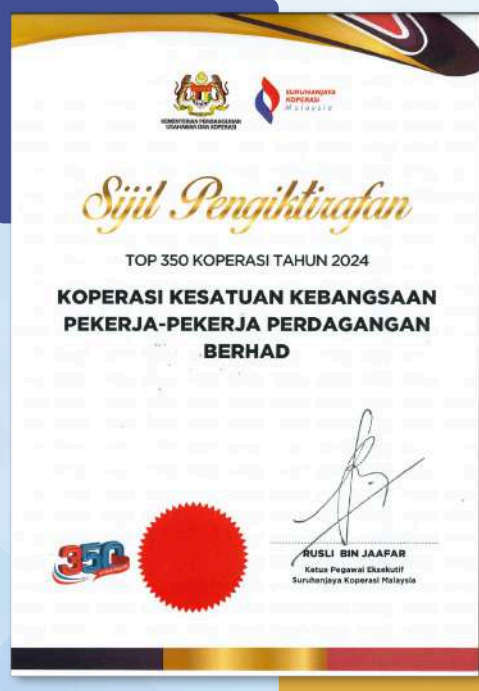 KEMENTERIAN PEMBANGUNAN
USAHAWAN DAN KOPERASI
SURUHANJAYA
KOPERASI
Malaysia
Sijil Pengiktirafan
TOP 350 KOPERASI TAHUN 2024
KOPERASI KESATUAN KEBANGSAAN
PEKERJA-PEKERJA PERDAGANGAN
BERHAD
350
RUSLI BIN JAAFAR
Ketua Pegawai Eksekutif
Suruhanjaya Koperasi Malaysia